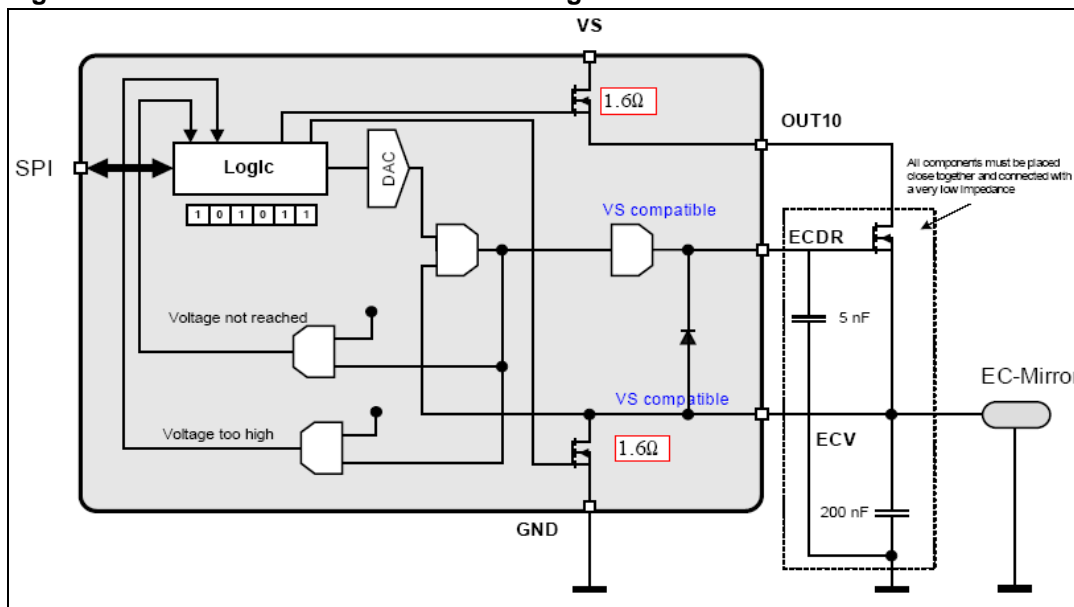 VS
1.6Ω
OUT10
All components must be placed
close together and connected with
a very low impedance
SPI
Logic
DAC
1 0 1 0 1 1
VS compatible
ECDR
Voltage not reached
5 nF
EC-Mirror
VS compatible
Voltage too high
1.6Ω
ECV
200 nF
GND